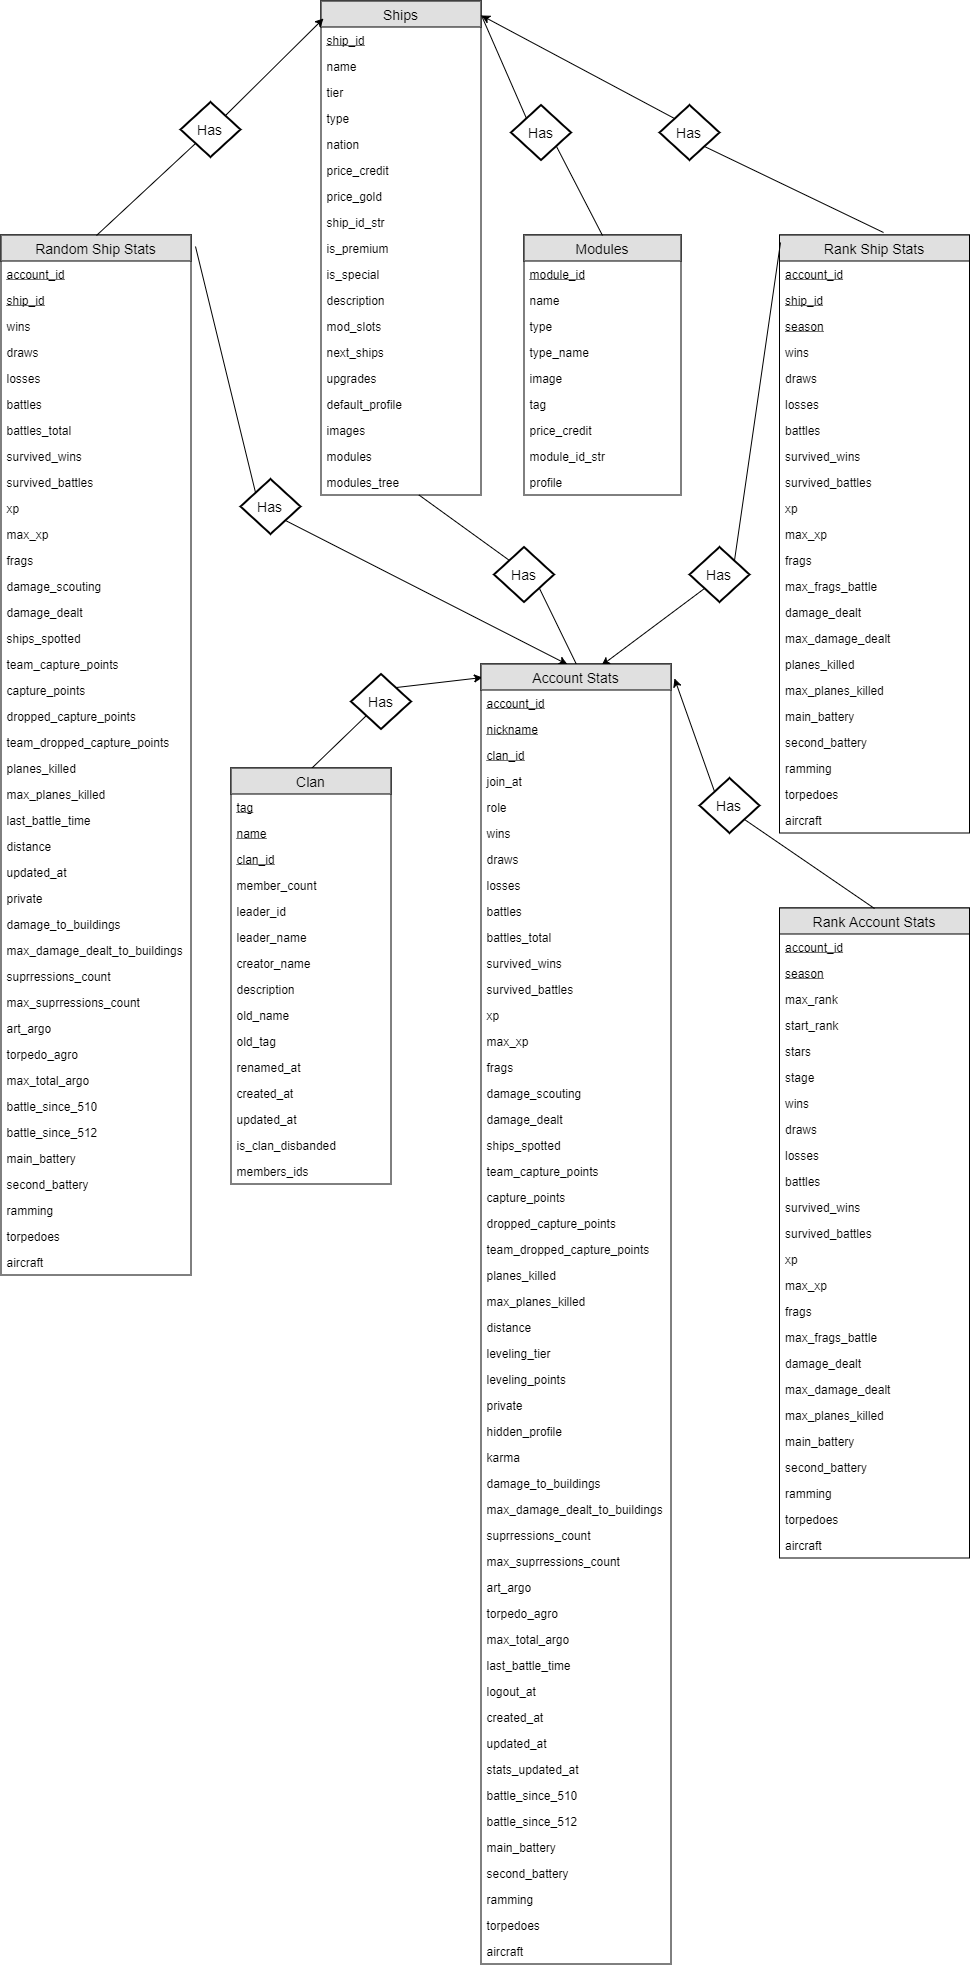 Ships
ship_id
name
tier
type
nation
price_credit
price_gold
ship_id_str
is_premium
is_special
description
mod_slots
next_ships
upgrades
default_profile
images
modules
modules_tree
Has
Has
Has
Random Ship Stats
account_id
ship_id
wins
draws
losses
battles
battles_total
survived_wins
survived_battles
xp
max_xp
frags
damage_scouting
damage_dealt
ships_spotted
team_capture_points
capture_points
dropped_capture_points
team_dropped_capture_points
planes_killed
max_planes_killed
last_battle_time
distance
updated_at
private
damage_to_buildings
max_damage_dealt_to_buildings
suprressions_count
max_suprressions_count
art_argo
torpedo_agro
max_total_argo
battle_since_510
battle_since_512
main_battery
second_battery
ramming
torpedoes
aircraft
Modules
module_id
name
type
type_name
image
tag
price_credit
module_id_str
profile
Rank Ship Stats
account_id
ship_id
season
wins
draws
losses
battles
survived_wins
survived_battles
xp
max_xp
frags
max_frags_battle
damage_dealt
max_damage_dealt
planes_killed
max_planes_killed
main_battery
second_battery
ramming
torpedoes
aircraft
Has
Has
Has
Has
Has
Clan
tag
name
clan_id
member_count
leader_id
leader_name
creator_name
description
old_name
old_tag
renamed_at
created_at
updated_at
is_clan_disbanded
members_ids
Account Stats
account_id
nickname
clan_id
join_at
role
wins
draws
losses
battles
battles_total
survived_wins
survived_battles
xp
max_xp
frags
damage_scouting
damage_dealt
ships_spotted
team_capture_points
capture_points
dropped_capture_points
team_dropped_capture_points
planes_killed
max_planes_killed
distance
leveling_tier
leveling_points
private
hidden_profile
karma
damage_to_buildings
max_damage_dealt_to_buildings
suprressions_count
max_suprressions_count
art_argo
torpedo_agro
max_total_argo
last_battle_time
logout_at
created_at
updated_at
stats_updated_at
battle_since_510
battle_since_512
main_battery
second_battery
ramming
torpedoes
aircraft
Rank Account Stats
account_id
season
max_rank
start_rank
stars
stage
wins
draws
losses
battles
survived_wins
survived_battles
xp
max_xp
frags
max_frags_battle
damage_dealt
max_damage_dealt
max_planes_killed
main_battery
second_battery
ramming
torpedoes
aircraft